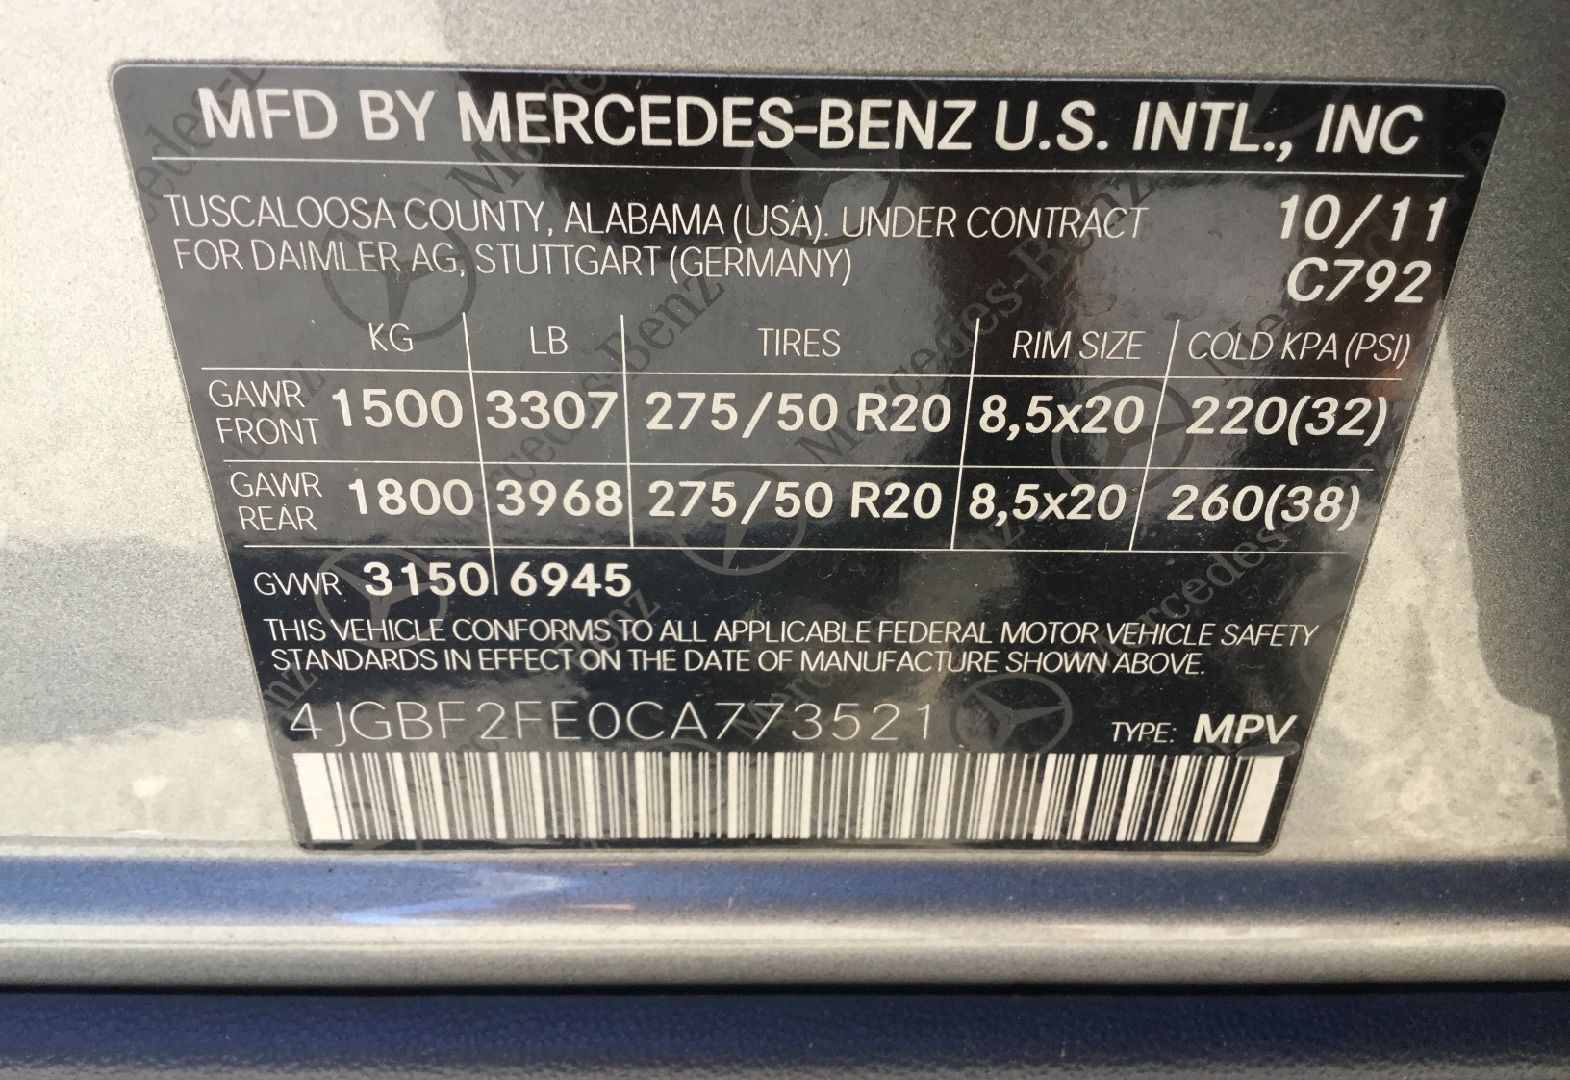 MFD BY MERCEDES-BENZ U.S. INTL., INC
TUSCALOOSA COUNTY, ALABAMA (USA). UNDER CONTRACT 10/11
FOR DAIMLER AG, STUTTGART (GERMANY) C792
KG LB TIRES RIM SIZE COLD KPA (PSI)
GAWR FRONT 1500 3307 275/50 R20 8,5x20 220(32)
GAWR REAR 1800 3968 275/50 R20 8,5x20 260(38)
GVWR 3150 6945
THIS VEHICLE CONFORMS TO ALL APPLICABLE FEDERAL MOTOR VEHICLE SAFETY
STANDARDS IN EFFECT ON THE DATE OF MANUFACTURE SHOWN ABOVE.
4JGBF2FE0CA773521 TYPE: MPV